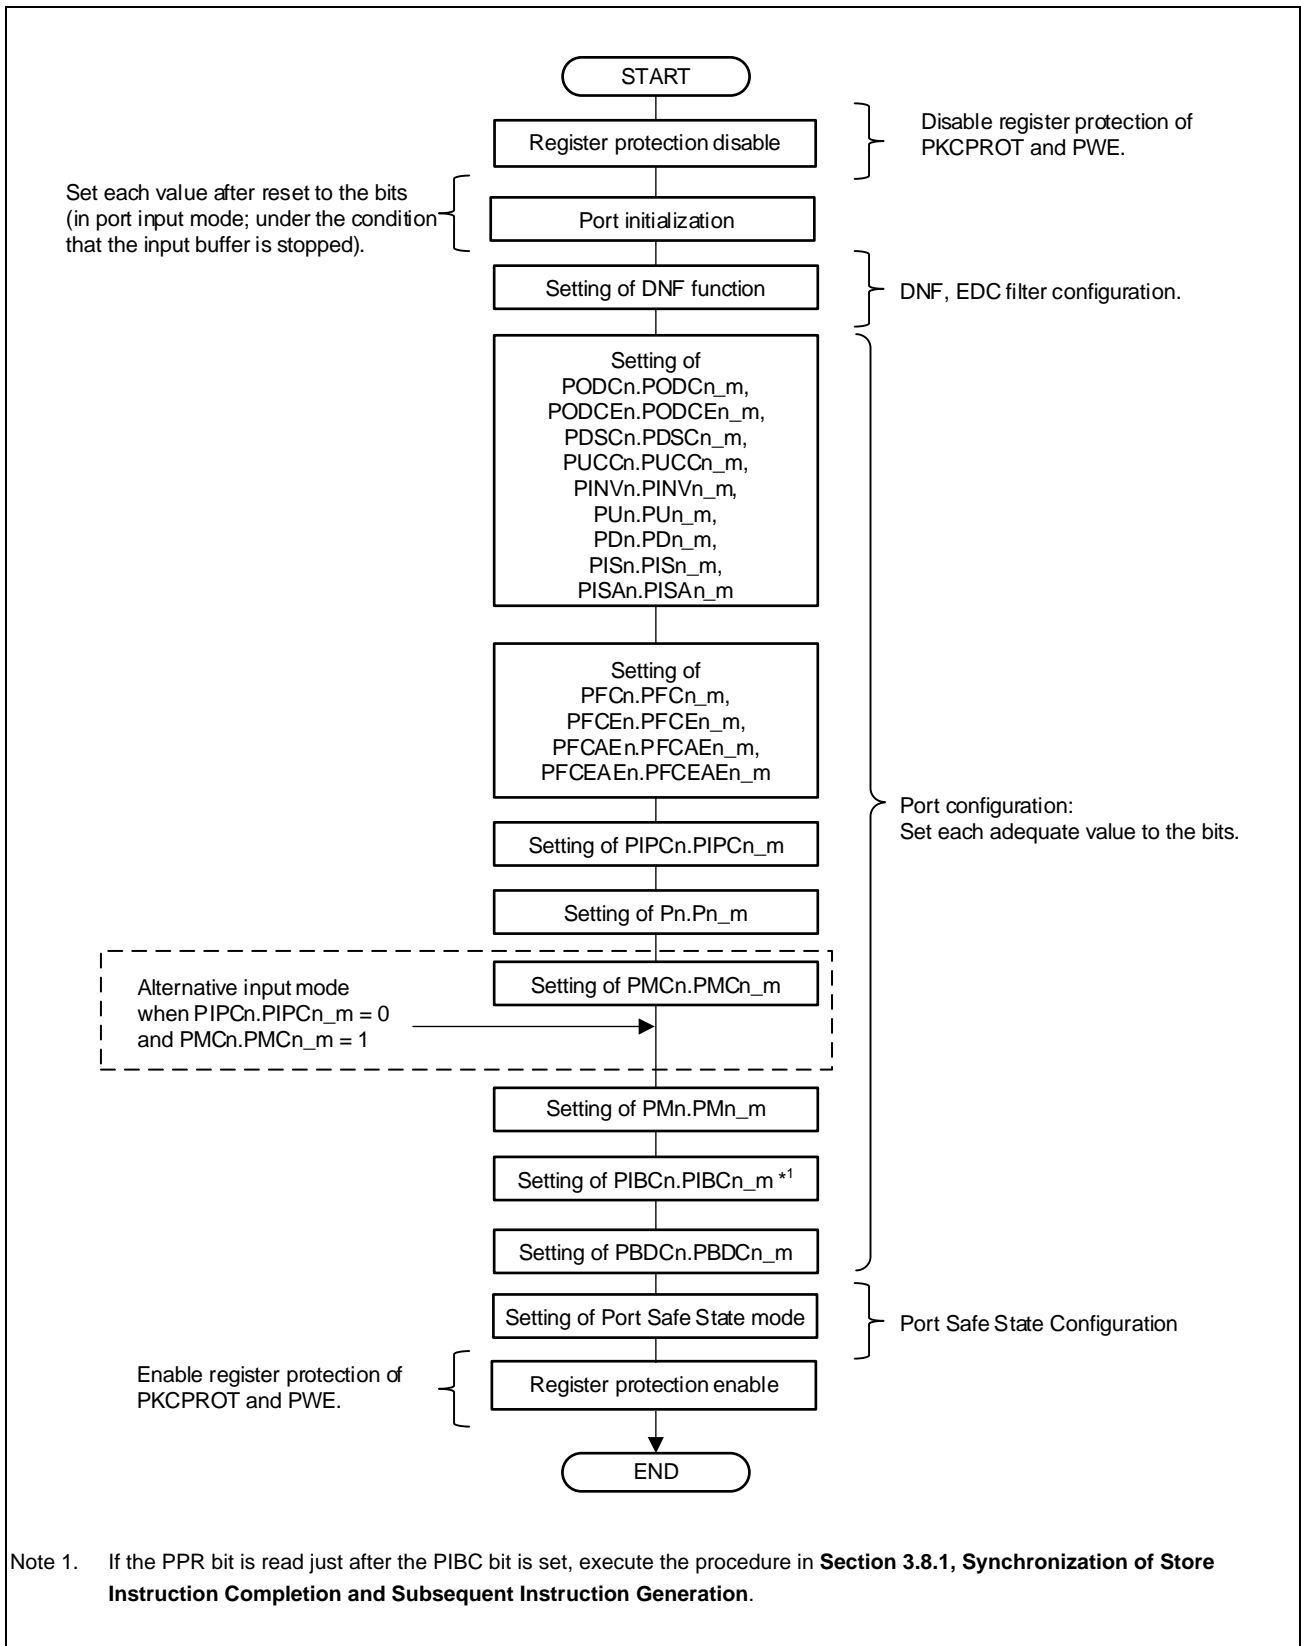 START
Register protection disable
Disable register protection of
PKCPROT and PWE.
Set each value after reset to the bits
(in port input mode; under the condition
that the input buffer is stopped).
Port initialization
Setting of DNF function
DNF, EDC filter configuration.
Setting of
PODCn.PODCn_m,
PODCEn.PODCEn_m,
PDSCn.PDSCn_m,
PUCCn.PUCCn_m,
PINVn.PINVn_m,
PUn.PUn_m,
PDn.PDn_m,
PISn.PISn_m,
PISAn.PISAn_m
Setting of
PFCn.PFCn_m,
PFCEn.PFCEn_m,
PFCAEn.PFCAEn_m,
PFCEAEn.PFCEAEn_m
Port configuration:
Set each adequate value to the bits.
Setting of PIPCn.PIPCn_m
Setting of Pn.Pn_m
Setting of PMCn.PMCn_m
Alternative input mode
when PIPCn.PIPCn_m = 0
and PMCn.PMCn_m = 1
Setting of PMn.PMn_m
Setting of PIBCn.PIBCn_m *1
Setting of PBDCn.PBDCn_m
Setting of Port Safe State mode
Port Safe State Configuration
Enable register protection of
PKCPROT and PWE.
Register protection enable
END
Note 1. If the PPR bit is read just after the PIBC bit is set, execute the procedure in Section 3.8.1, Synchronization of Store
Instruction Completion and Subsequent Instruction Generation.